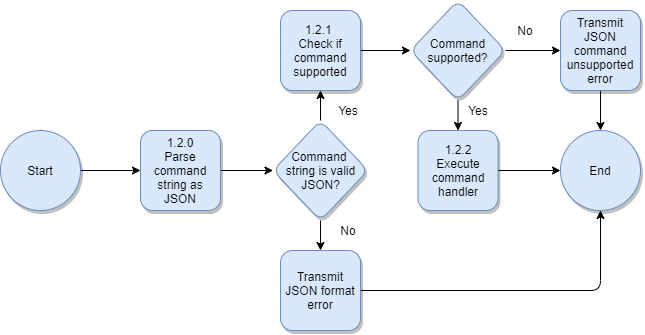 Start
1.2.0
Parse
command
string as
JSON
Command
string is valid
JSON?
Yes
1.2.1
Check if
command
supported
Command
supported?
No
Transmit
JSON
command
unsupported
error
Yes
1.2.2
Execute
command
handler
End
No
Transmit
JSON format
error